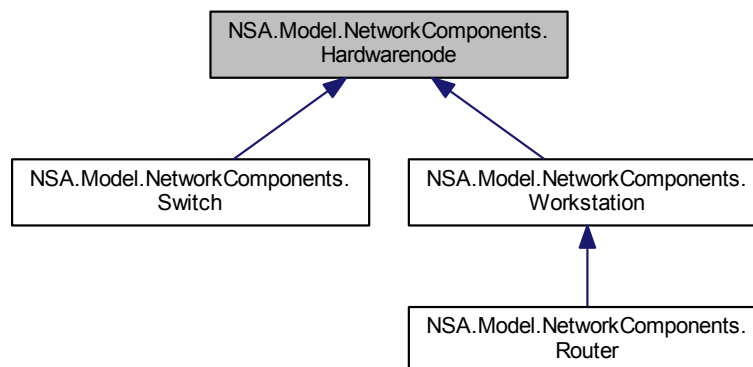 NSA.Model.NetworkComponents.
Hardwarenode
NSA.Model.NetworkComponents.
Switch
NSA.Model.NetworkComponents.
Workstation
NSA.Model.NetworkComponents.
Router